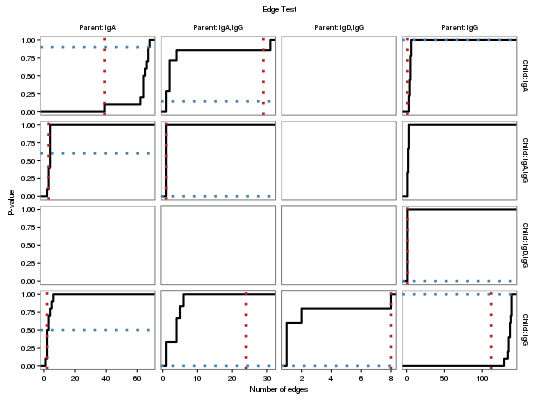 Edge Test
Parent:IgA Parent:IgA,IgG Parent:IgD,IgG Parent:IgG
1.00
0.75
0.50
0.25
0.00
Child:IgA
1.00
0.75
0.50
0.25
0.00
Child:IgA,IgG
P-value
1.00
0.75
0.50
0.25
0.00
Child:IgD,IgG
1.00
0.75
0.50
0.25
0.00
Child:IgG
0 20 40 60 0 10 20 30 2 4 6 8 0 50 100
Number of edges